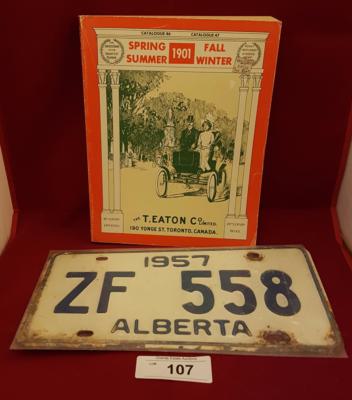 CATALOGUE 46 CATALOGUE 47
SPRING 1901 FALL
SUMMER WINTER
THE T. EATON CO LIMITED.
190 YONGE ST. TORONTO, CANADA.
1957
ZF 558
ALBERTA
107